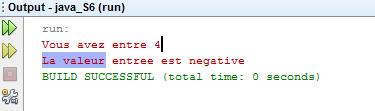 Output - java_S6 (run)
run:
Vous avez entre 4
La valeur entree est negative
BUILD SUCCESSFUL (total time: 0 seconds)